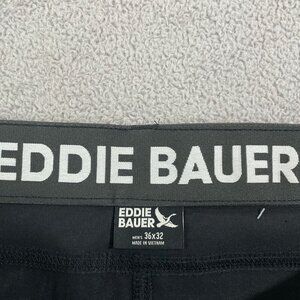 EDDIE BAUER
EDDIE
BAUER
MEN'S 36X32
MADE IN VIETNAM